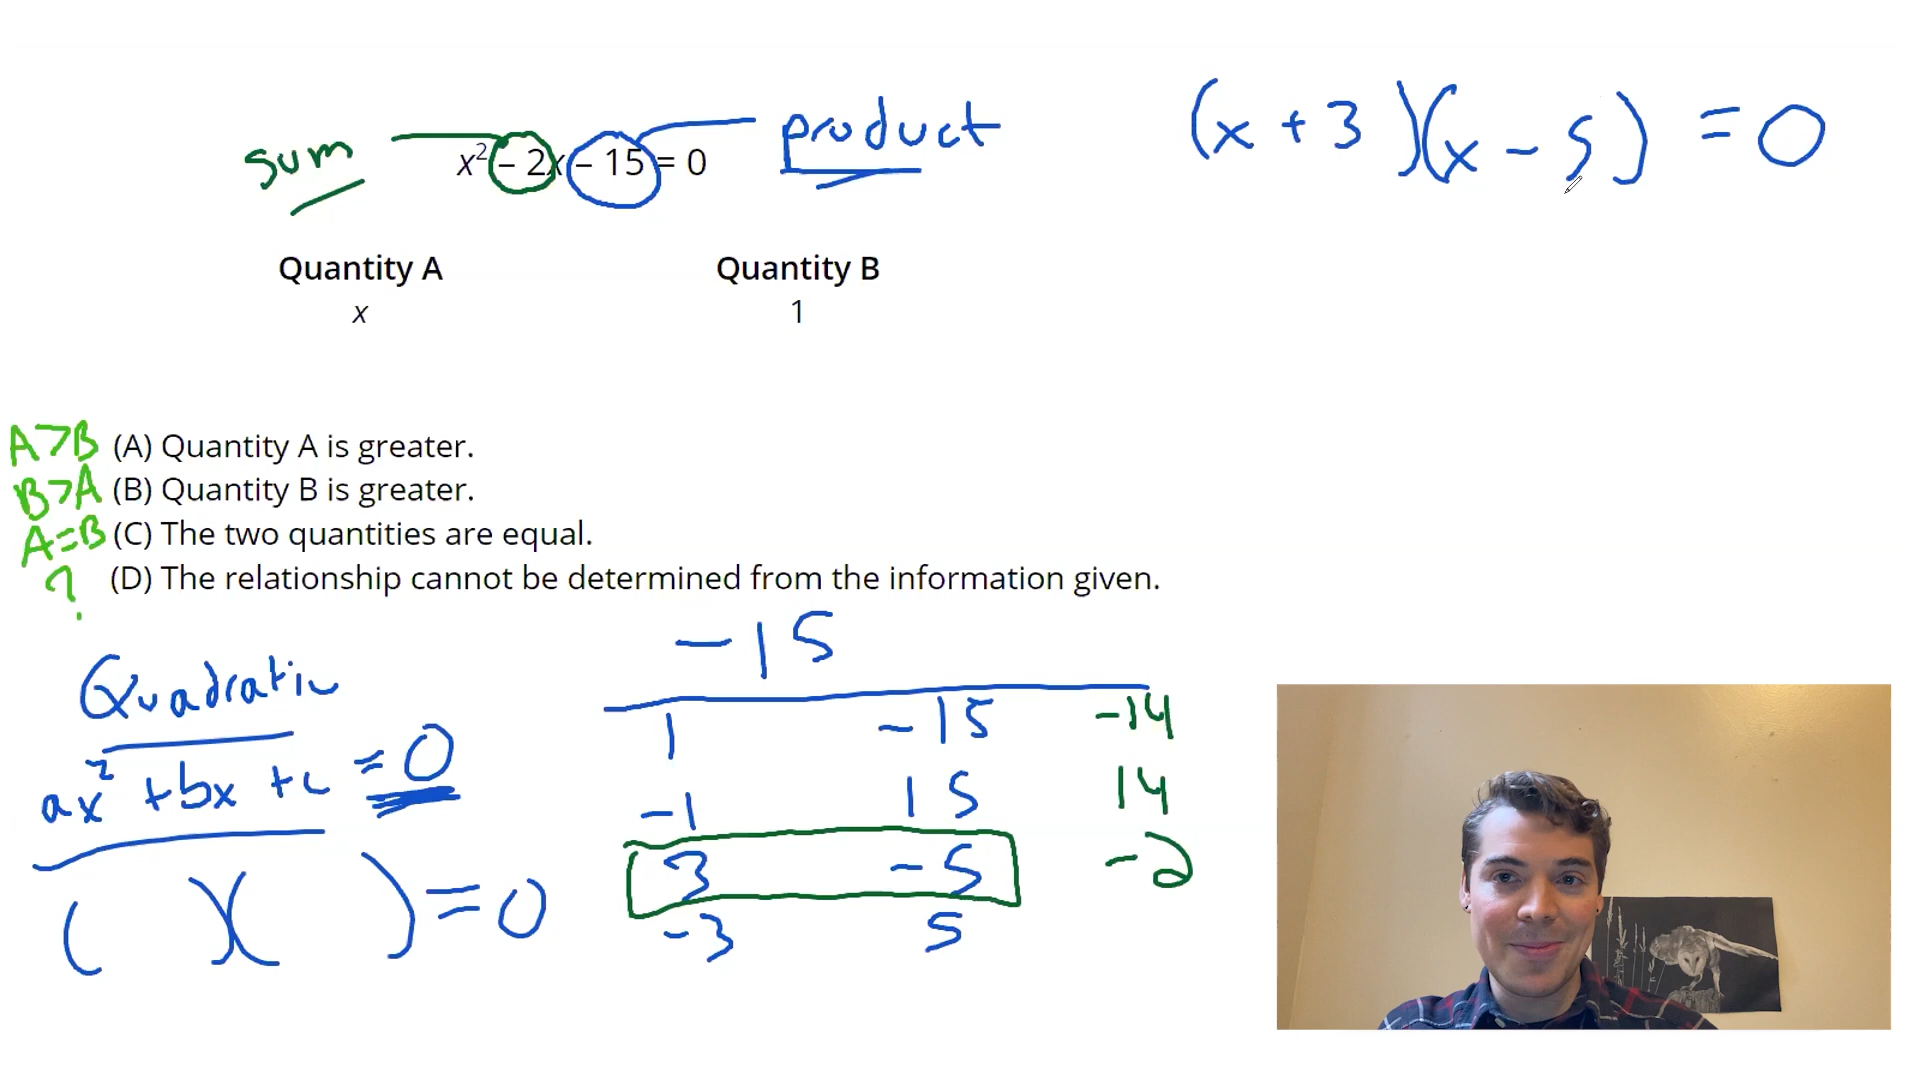 sum
x² – 2x – 15 = 0
product
(x + 3)(x – 5) = 0
Quantity A
Quantity B
x
1
A>B (A) Quantity A is greater.
B>A (B) Quantity B is greater.
A=B (C) The two quantities are equal.
? (D) The relationship cannot be determined from the information given.
Quadratic
ax² + bx + c = 0
( )( ) = 0
-15
1 -15 -14
-1 15 14
3 -5 -2
-3 5